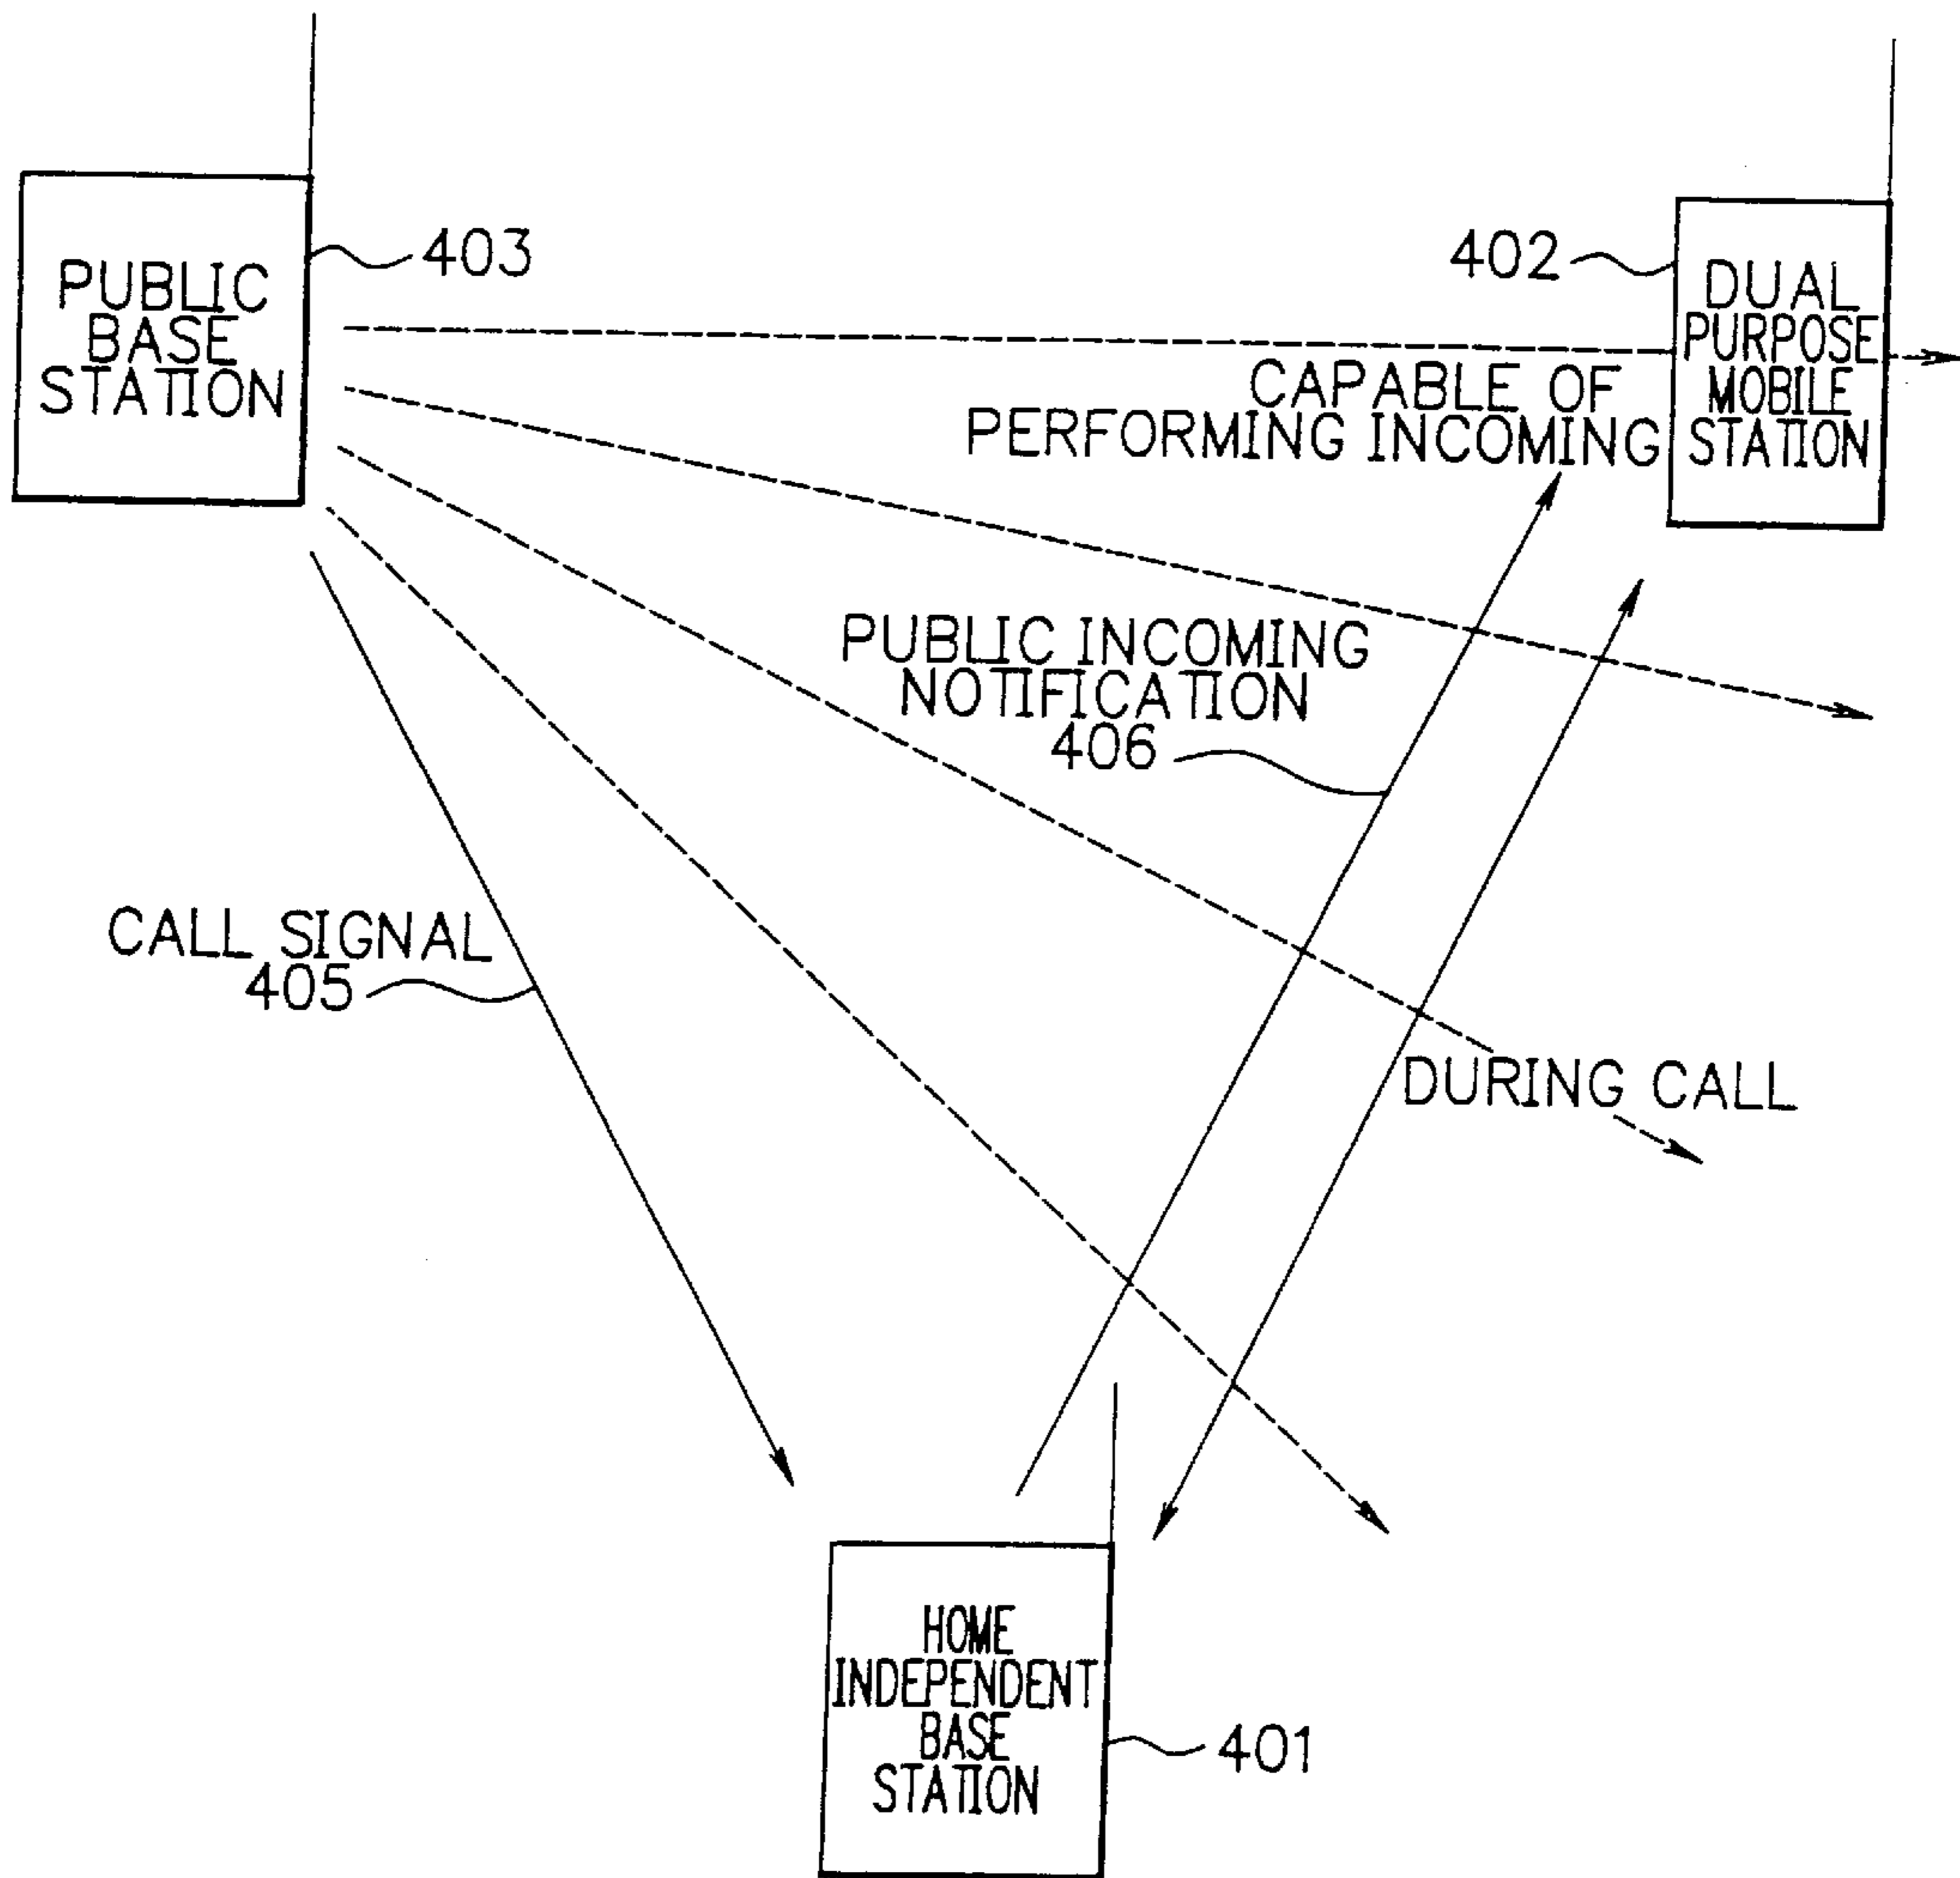 PUBLIC
BASE
STATION
403
402
DUAL
PURPOSE
MOBILE
STATION
CAPABLE OF
PERFORMING INCOMING
PUBLIC INCOMING
NOTIFICATION
406
CALL SIGNAL
405
DURING CALL
HOME
INDEPENDENT
BASE
STATION
401